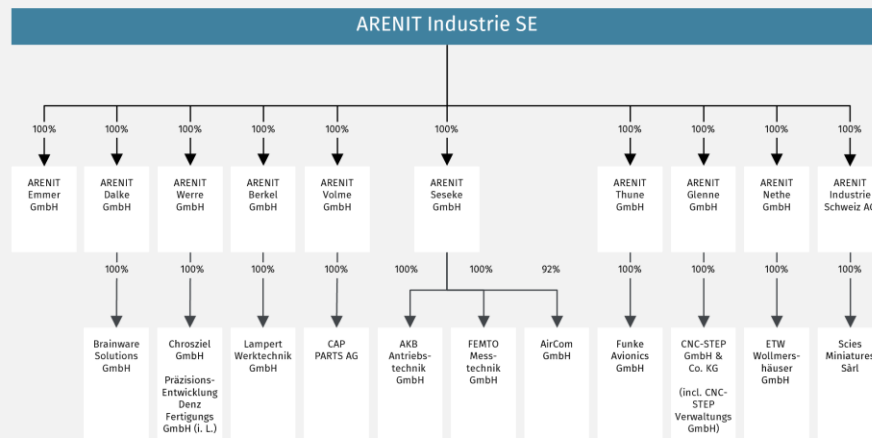 ARENIT Industrie SE
100% 100% 100% 100% 100% 100% 100% 100% 100% 100%
ARENIT
Emmer
GmbH
ARENIT
Dalke
GmbH
ARENIT
Werre
GmbH
ARENIT
Berkel
GmbH
ARENIT
Volme
GmbH
ARENIT
Seseke
GmbH
ARENIT
Thune
GmbH
ARENIT
Glenne
GmbH
ARENIT
Nethe
GmbH
ARENIT
Industrie
Schweiz AG
100% 100% 100% 100% 100% 100% 92% 100% 100% 100% 100%
Brainware
Solutions
GmbH
Chrosziel
GmbH
Präzisions-
Entwicklung
Denz
Fertigungs
GmbH (i. L.)
Lampert
Werktechnik
GmbH
CAP
PARTS AG
AKB
Antriebs-
technik
GmbH
FEMTO
Mess-
technik
GmbH
AirCom
GmbH
Funke
Avionics
GmbH
CNC-STEP
GmbH &
Co. KG
(incl. CNC-
STEP
Verwaltungs
GmbH)
ETW
Wollmers-
häuser
GmbH
Scies
Miniatures
Sàrl